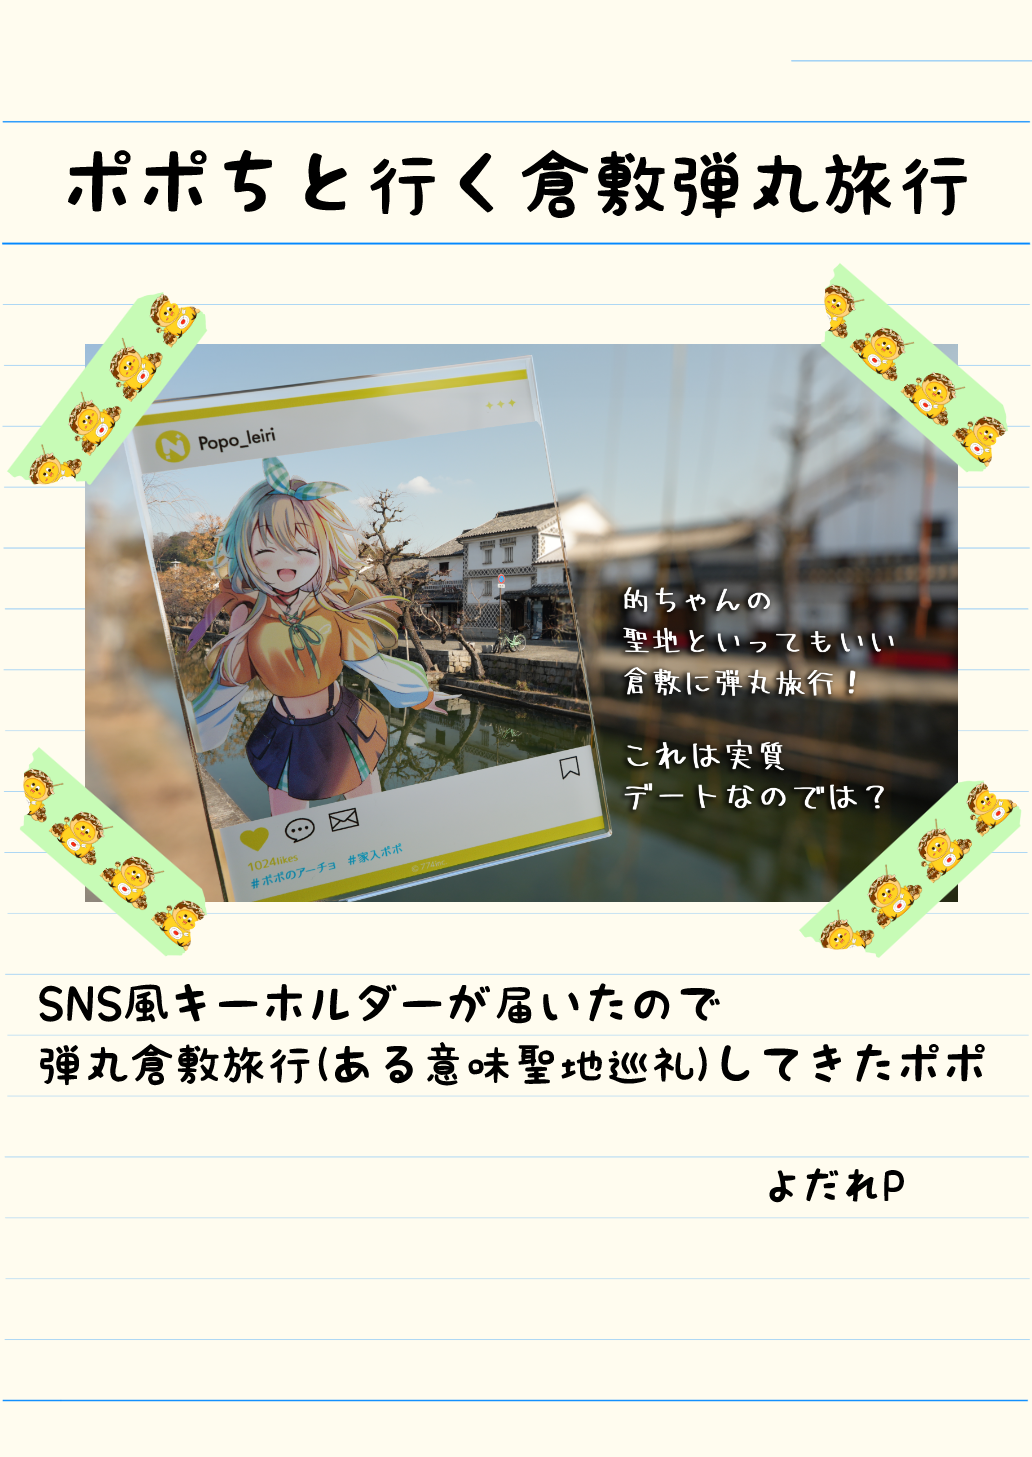 ポポちと行く倉敷弾丸旅行
Popo_Ieiri
的ちゃんの
聖地といってもいい
倉敷に弾丸旅行！
これは実質
デートなのでは？
1024likes
#ポポのアーチョ #家入ポポ
SNS風キーホルダーが届いたので
弾丸倉敷旅行(ある意味聖地巡礼)してきたポポ
よだれP